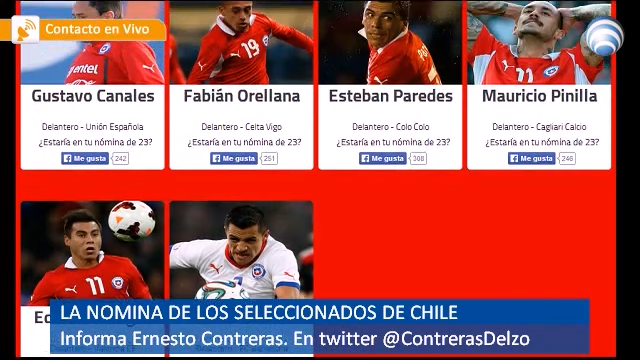 Contacto en Vivo
Gustavo Canales
Delantero - Unión Española
¿Estaría en tu nómina de 23?
Me gusta 242
Fabián Orellana
Delantero - Celta Vigo
¿Estaría en tu nómina de 23?
Me gusta 251
Esteban Paredes
Delantero - Colo Colo
¿Estaría en tu nómina de 23?
Me gusta 308
Mauricio Pinilla
Delantero - Cagliari Calcio
¿Estaría en tu nómina de 23?
Me gusta 246
19
11
LA NOMINA DE LOS SELECCIONADOS DE CHILE
Informa Ernesto Contreras. En twitter @ContrerasDelzo